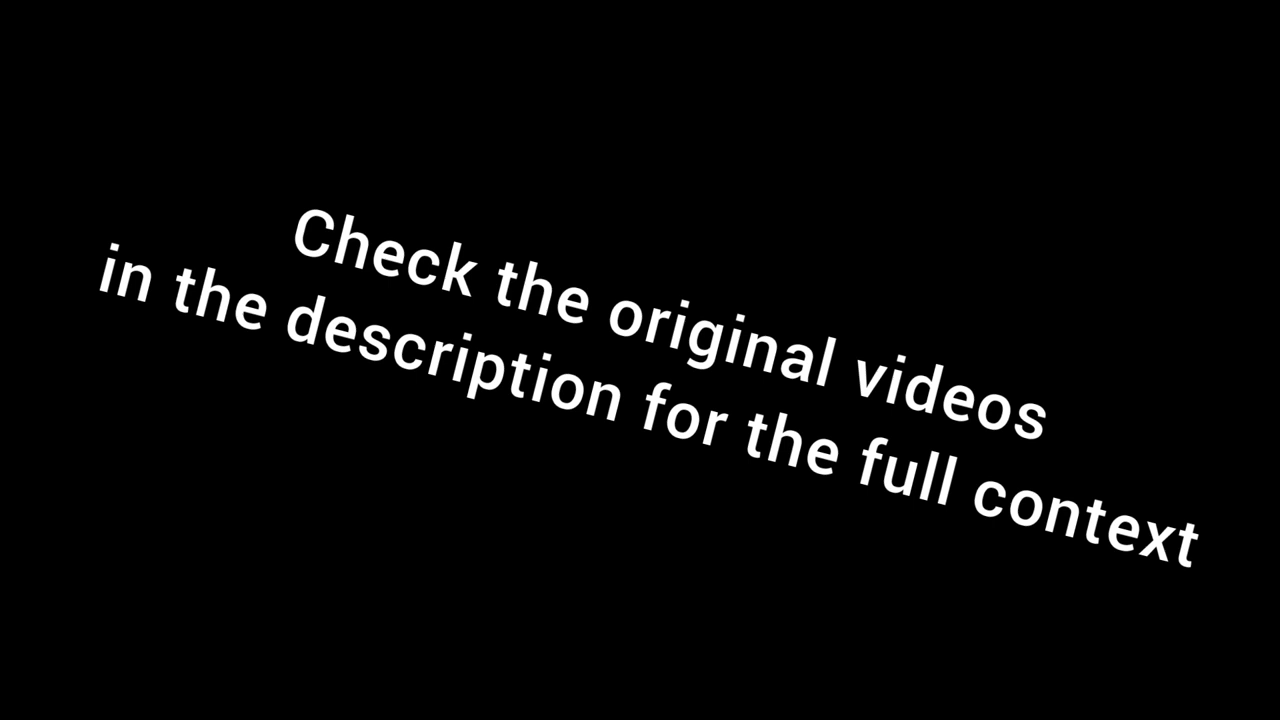 Check the original videos
in the description for the full context